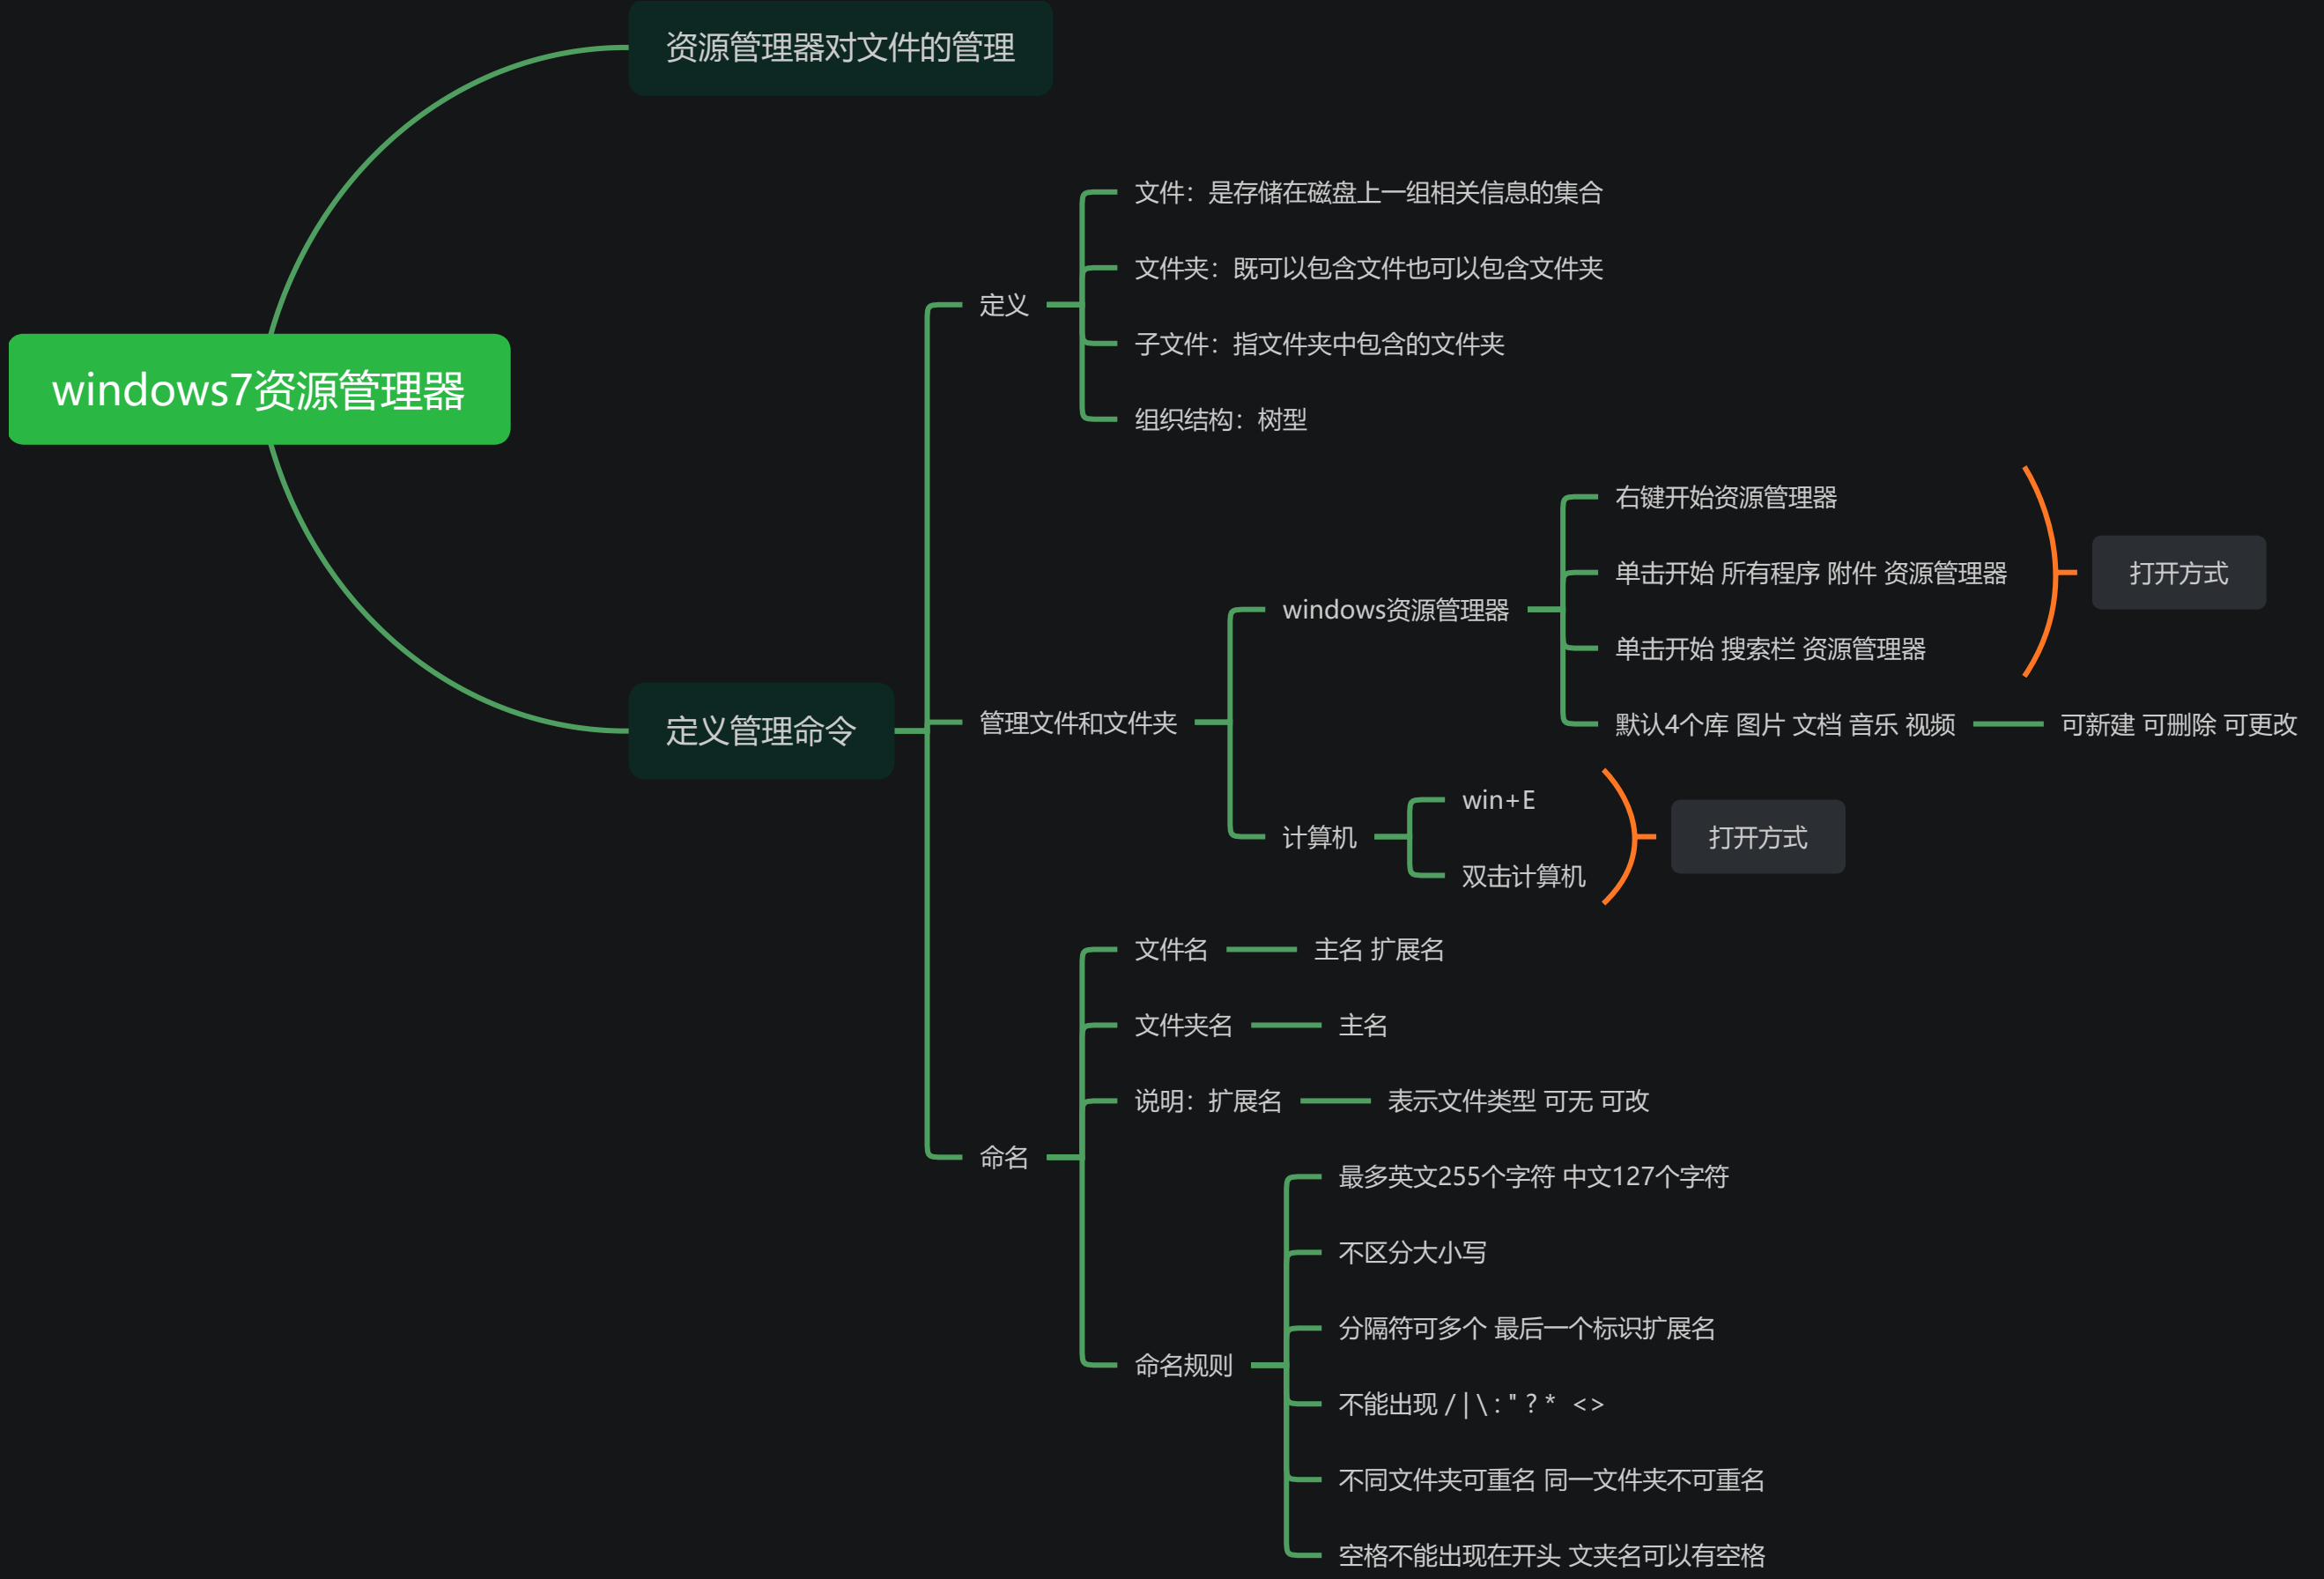 资源管理器对文件的管理
windows7资源管理器
定义管理命令
定义
文件：是存储在磁盘上一组相关信息的集合
文件夹：既可以包含文件也可以包含文件夹
子文件：指文件夹中包含的文件夹
组织结构：树型
管理文件和文件夹
windows资源管理器
右键开始资源管理器
单击开始 所有程序 附件 资源管理器
单击开始 搜索栏 资源管理器
打开方式
默认4个库 图片 文档 音乐 视频
可新建 可删除 可更改
计算机
win+E
双击计算机
打开方式
命名
文件名
主名 扩展名
文件夹名
主名
说明：扩展名
表示文件类型 可无 可改
命名规则
最多英文255个字符 中文127个字符
不区分大小写
分隔符可多个 最后一个标识扩展名
不能出现 / | \ : " ? *  < >
不同文件夹可重名 同一文件夹不可重名
空格不能出现在开头 文夹名可以有空格